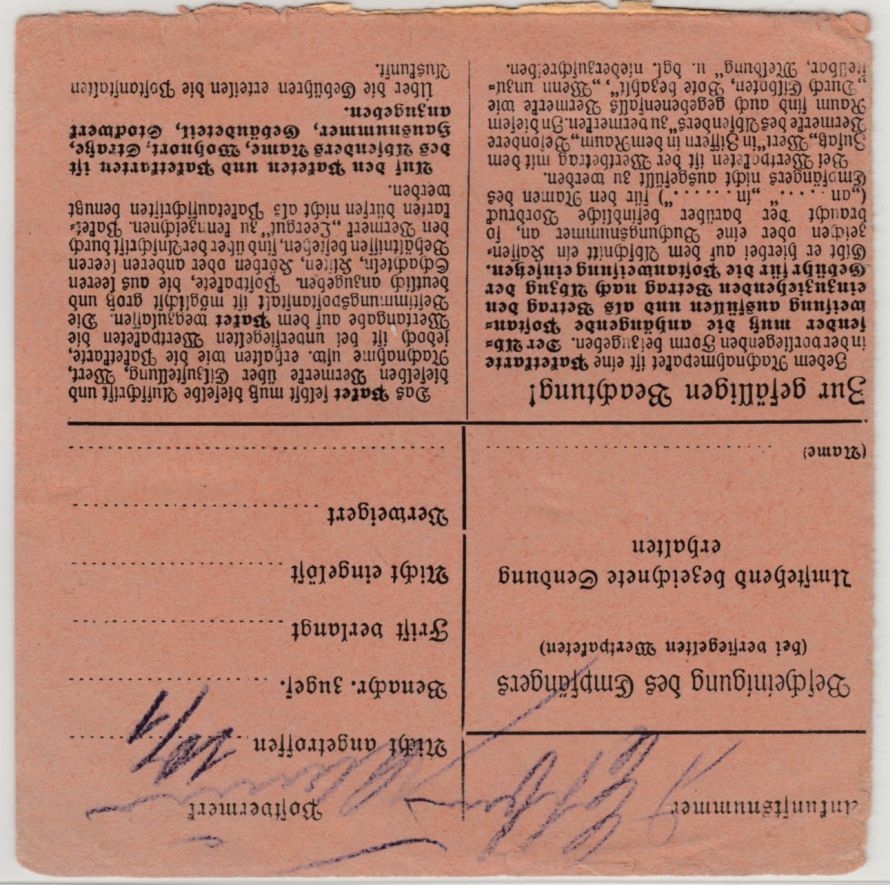 Ankunftsnummer
Bescheinigung des Empfängers
(bei versiegelten Wertpaketen)
Umstehend bezeichnete Sendung
erhalten
(Name)
Postvermerk
Nicht angetroffen 10/1
Benachr. zugest.
Frist verlangt
Nicht eingelöst
Verweigert
Zur gefälligen Beachtung!
Jedem Nachnahmepaket ist eine Paketkarte
in der vorliegenden Form beizugeben. Der Ab-
sender muß die anhängende Postan-
weisung ausfüllen und als Betrag den
einzuziehenden Betrag nach Abzug der
Gebühr für die Postanweisung einsetzen.
Gibt er hierbei auf dem Abschnitt ein Kassen-
zeichen oder eine Buchungsnummer an, so
braucht der darüber befindliche Vordruck
(„an .....“ „in .......“) für den Namen des
Empfängers nicht ausgefüllt zu werden.
Bei Wertpaketen ist der Wertbetrag mit dem
Zusatz „Wert“ in Ziffern in dem Raum „Besondere
Vermerke des Absenders“ zu vermerken. In diesem
Raum sind auch gegebenenfalls Vermerke wie
„Durch Eilboten, Bote bezahlt“, „Wenn unzu-
stellbar, Meldung“ u. dgl. niederzuschreiben.
Das Paket selbst muß dieselbe Aufschrift und
dieselben Vermerke über Eilzustellung, Wert,
Nachnahme usw. erhalten wie die Paketkarte,
jedoch ist bei unversiegelten Wertpaketen die
Wertangabe auf dem Paket wegzulassen. Die
Bestimmungspostanstalt ist möglichst groß und
deutlich anzugeben. Postpakete, die aus leeren
Schachteln, Kisten, Körben oder anderen leeren
Behältnissen bestehen, sind über der Aufschrift durch
den Vermerk „Leergut“ zu kennzeichnen. Paket-
karten dürfen nicht als Paketaufschriften benutzt
werden.
Auf den Paketen und Paketkarten ist
des Absenders Name, Wohnort, Straße,
Hausnummer, Gebäudeteil, Stockwerk
anzugeben.
Über die Gebühren erteilen die Postanstalten
Auskunft.